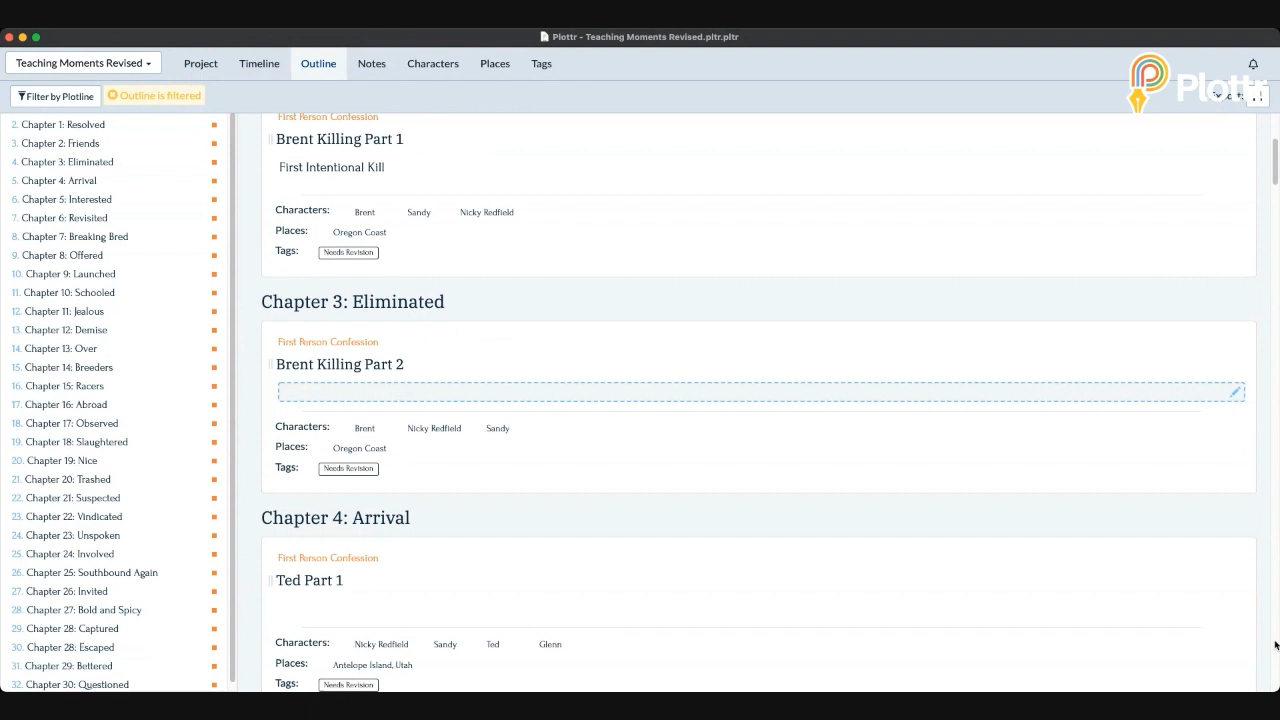 Plottr - Teaching Moments Revised.pltr.pltr
Teaching Moments Revised
Project
Timeline
Outline
Notes
Characters
Places
Tags
Plottr
Filter by Plotline
Outline is filtered
2. Chapter 1: Resolved
3. Chapter 2: Friends
4. Chapter 3: Eliminated
5. Chapter 4: Arrival
6. Chapter 5: Interested
7. Chapter 6: Revisited
8. Chapter 7: Breaking Bred
9. Chapter 8: Offered
10. Chapter 9: Launched
11. Chapter 10: Schooled
12. Chapter 11: Jealous
13. Chapter 12: Demise
14. Chapter 13: Over
15. Chapter 14: Breeders
16. Chapter 15: Racers
17. Chapter 16: Abroad
18. Chapter 17: Observed
19. Chapter 18: Slaughtered
20. Chapter 19: Nice
21. Chapter 20: Trashed
22. Chapter 21: Suspected
23. Chapter 22: Vindicated
24. Chapter 23: Unspoken
25. Chapter 24: Involved
26. Chapter 25: Southbound Again
27. Chapter 26: Invited
28. Chapter 27: Bold and Spicy
29. Chapter 28: Captured
30. Chapter 28: Escaped
31. Chapter 29: Bettered
32. Chapter 30: Questioned
First Person Confession
Brent Killing Part 1
First Intentional Kill
Characters: Brent Sandy Nicky Redfield
Places: Oregon Coast
Tags: Needs Revision
Chapter 3: Eliminated
First Person Confession
Brent Killing Part 2
Characters: Brent Nicky Redfield Sandy
Places: Oregon Coast
Tags: Needs Revision
Chapter 4: Arrival
First Person Confession
Ted Part 1
Characters: Nicky Redfield Sandy Ted Glenn
Places: Antelope Island, Utah
Tags: Needs Revision